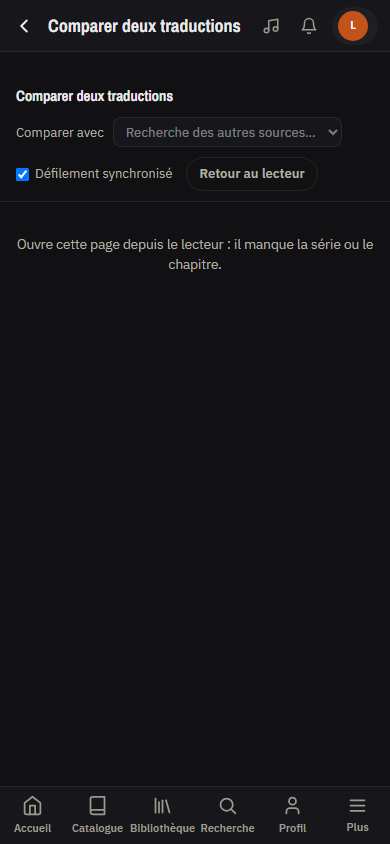 Comparer deux traductions
L
Comparer deux traductions
Comparer avec
Recherche des autres sources...
Défilement synchronisé
Retour au lecteur
Ouvre cette page depuis le lecteur : il manque la série ou le
chapitre.
Accueil
Catalogue
Bibliothèque
Recherche
Profil
Plus